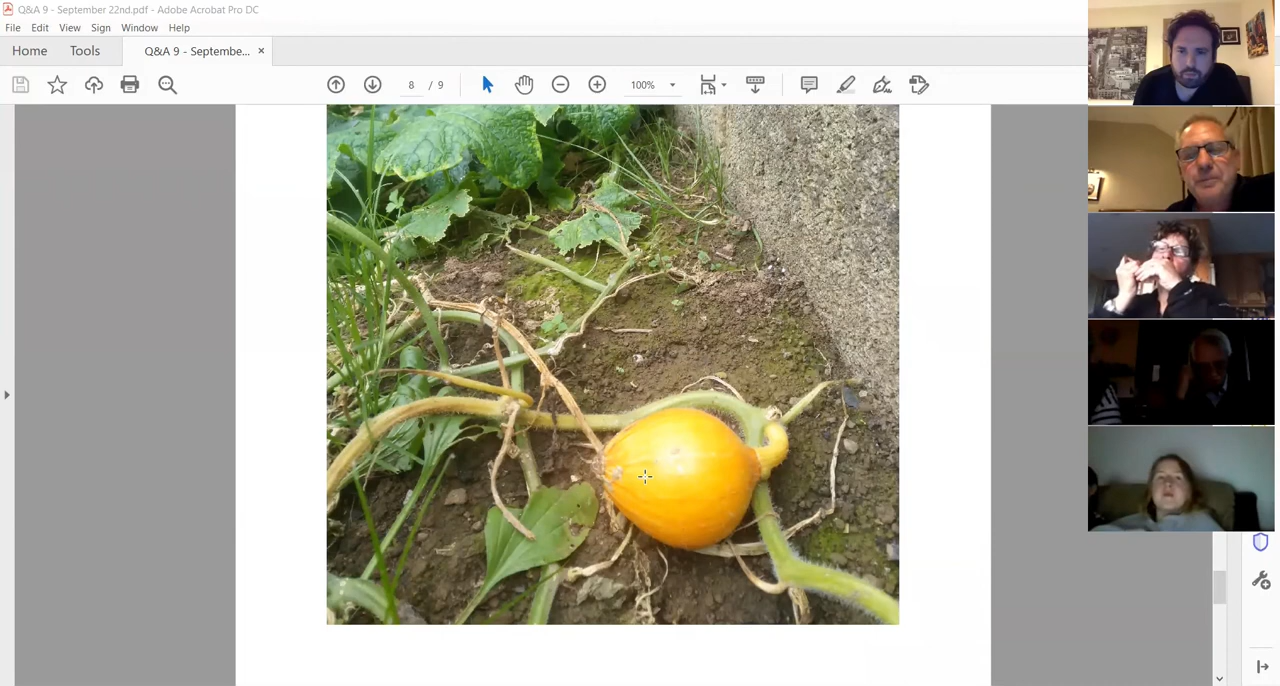 Q&A 9 - September 22nd.pdf - Adobe Acrobat Pro DC
File Edit View Sign Window Help
Home Tools Q&A 9 - Septembe... ×
8 / 9 100%